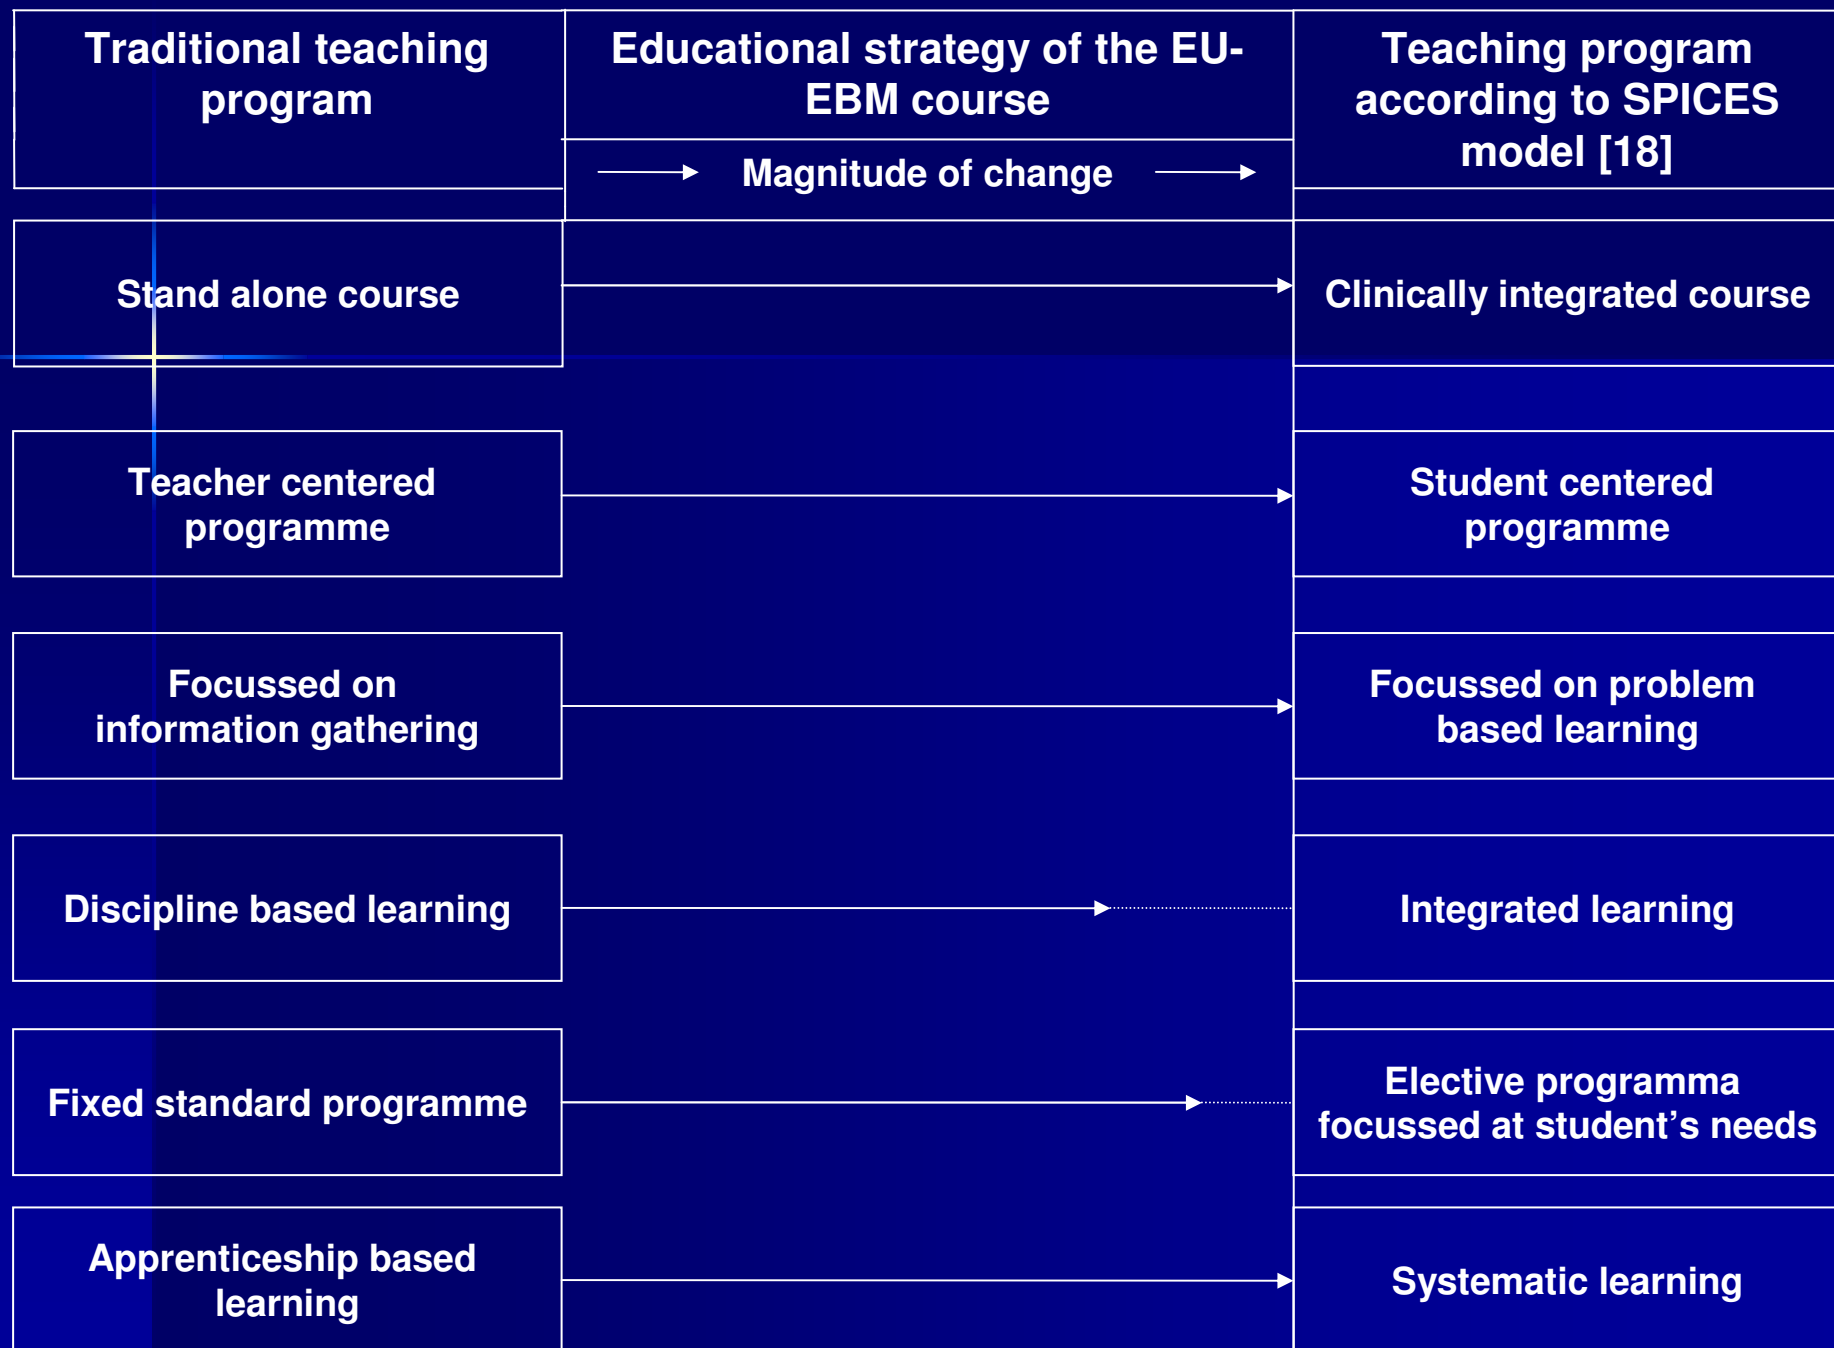 Traditional teaching
program
Educational strategy of the EU-
EBM course
Magnitude of change
Teaching program
according to SPICES
model [18]
Stand alone course
Clinically integrated course
Teacher centered
programme
Student centered
programme
Focussed on
information gathering
Focussed on problem
based learning
Discipline based learning
Integrated learning
Fixed standard programme
Elective programma
focussed at student’s needs
Apprenticeship based
learning
Systematic learning